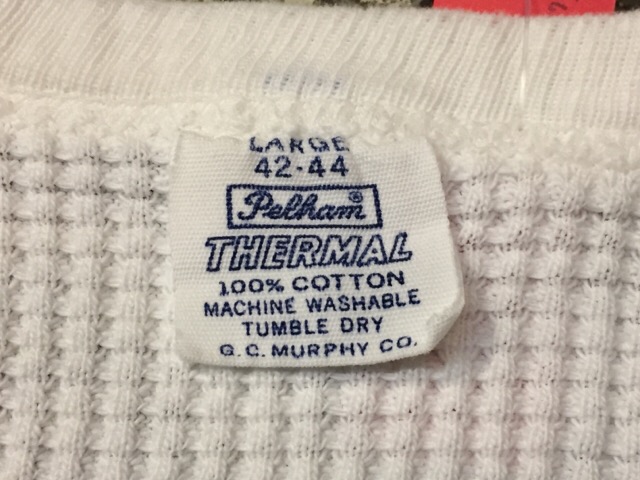 LARGE
42-44
Pelham®
THERMAL
100% COTTON
MACHINE WASHABLE
TUMBLE DRY
G.C. MURPHY CO.